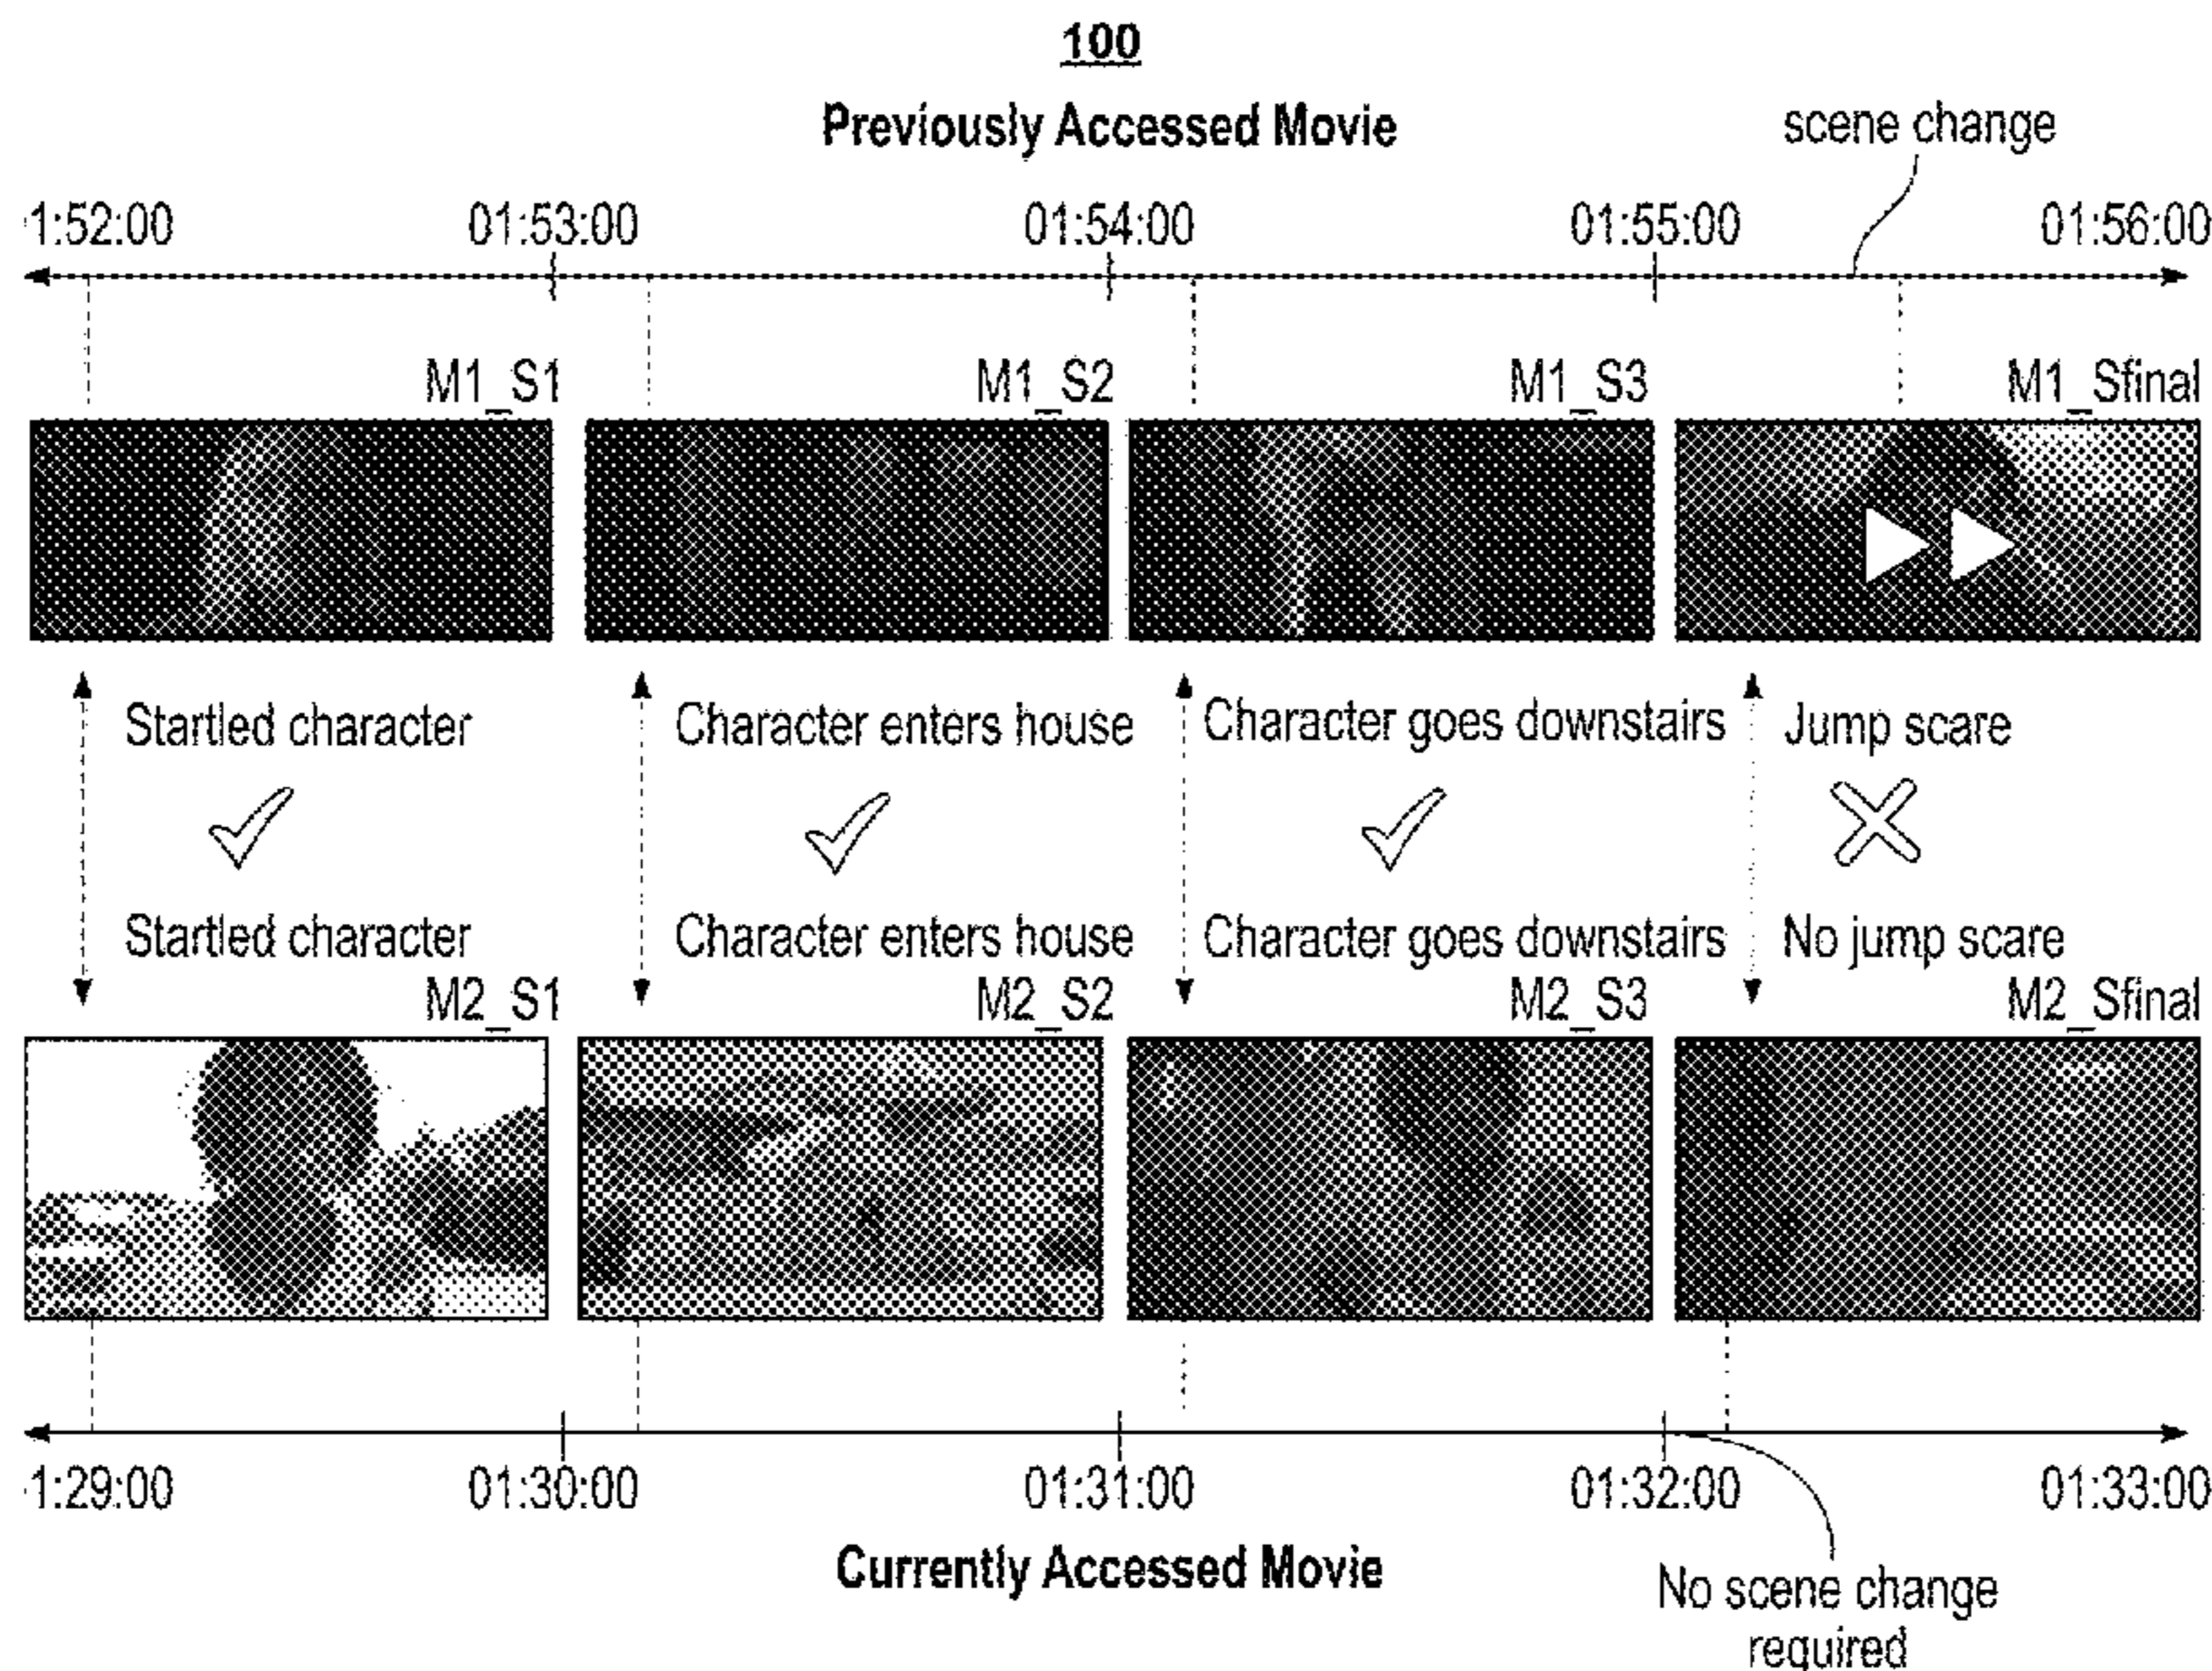 100
Previously Accessed Movie
scene change
1:52:00 01:53:00 01:54:00 01:55:00 01:56:00
M1_S1 M1_S2 M1_S3 M1_Sfinal
Startled character Character enters house Character goes downstairs Jump scare
Startled character Character enters house Character goes downstairs No jump scare
M2_S1 M2_S2 M2_S3 M2_Sfinal
1:29:00 01:30:00 01:31:00 01:32:00 01:33:00
Currently Accessed Movie
No scene change
required